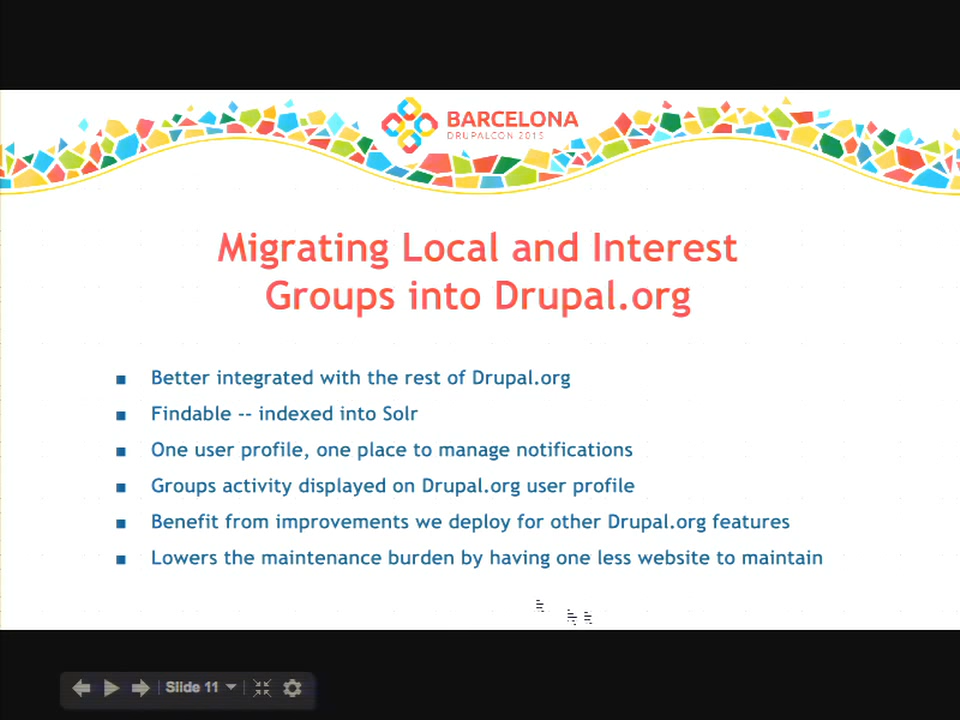 BARCELONA
DRUPALCON 2015
Migrating Local and Interest
Groups into Drupal.org
Better integrated with the rest of Drupal.org
Findable -- indexed into Solr
One user profile, one place to manage notifications
Groups activity displayed on Drupal.org user profile
Benefit from improvements we deploy for other Drupal.org features
Lowers the maintenance burden by having one less website to maintain
Slide 11